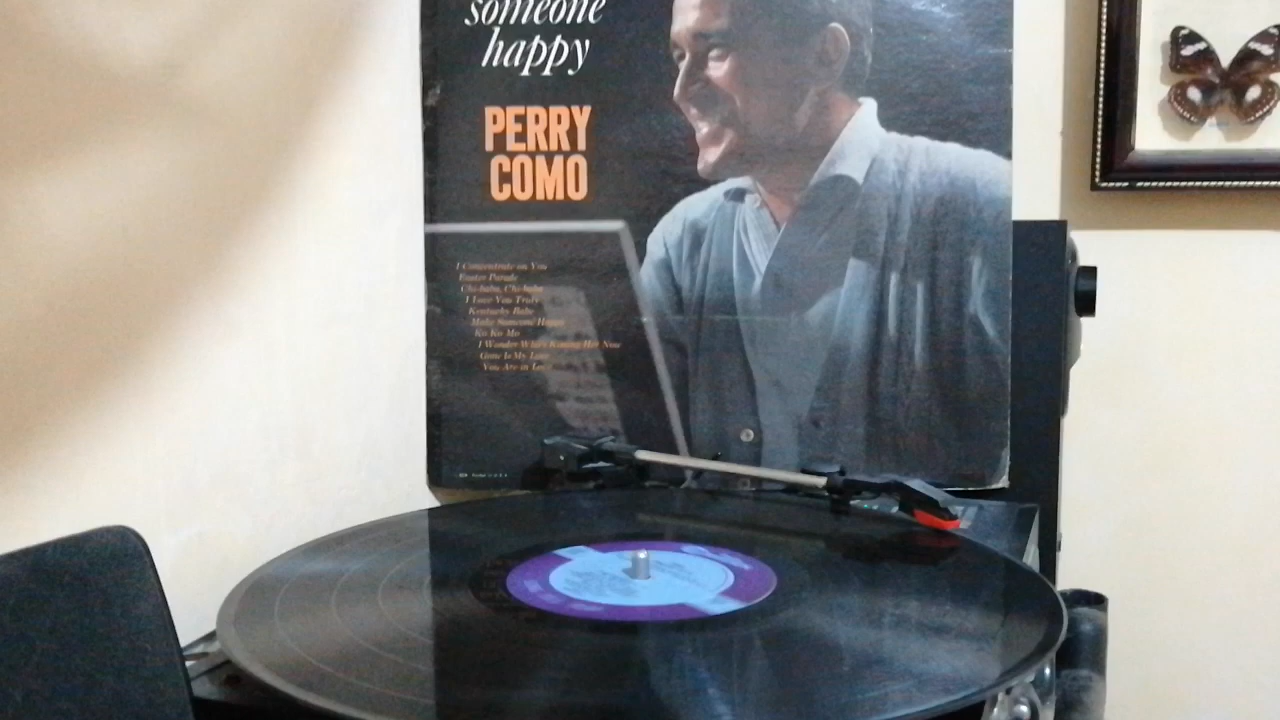 someone
happy
PERRY
COMO
I Concentrate on You
Easter Parade
Chi-baba, Chi-baba
I Love You Truly
Kentucky Babe
Make Someone Happy
Ko Ko Mo
I Wonder Who's Kissing Her Now
Gone Is My Love
You Are in Love